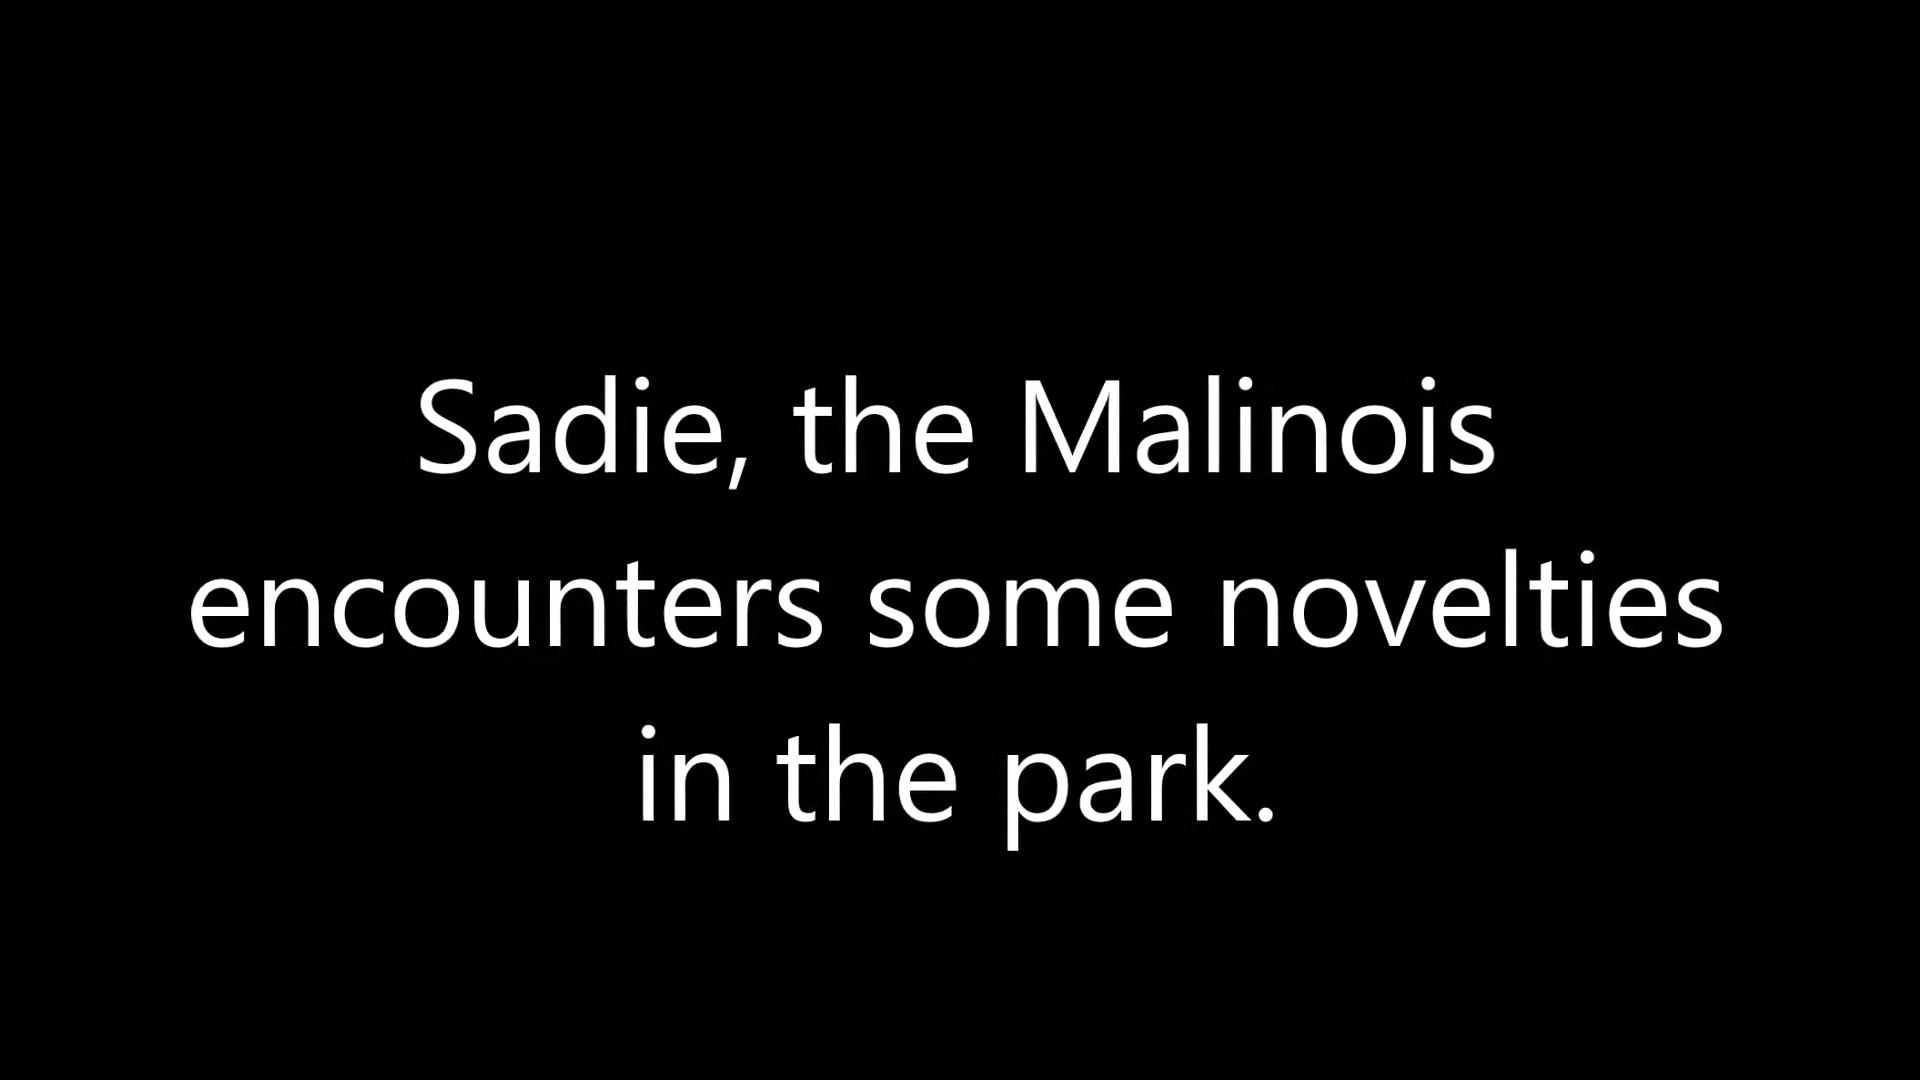 Sadie, the Malinois
encounters some novelties
in the park.